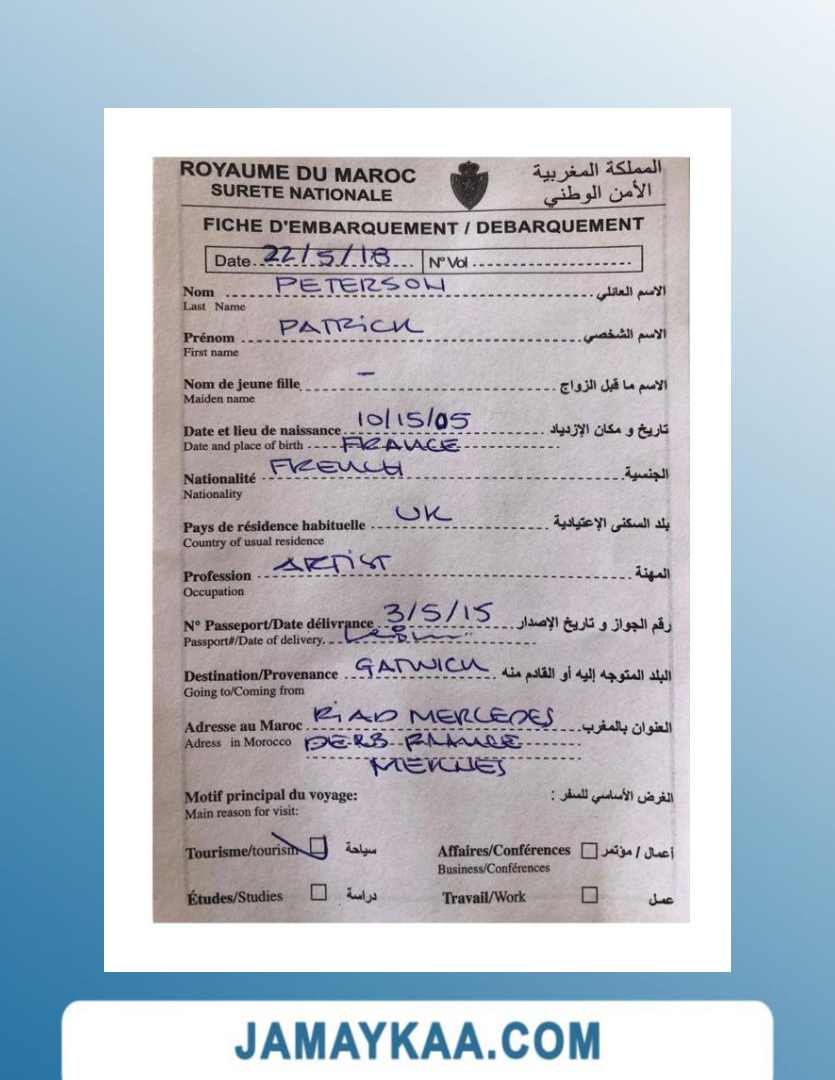 ROYAUME DU MAROC المملكة المغربية
SURETE NATIONALE الأمن الوطني
FICHE D'EMBARQUEMENT / DEBARQUEMENT
Date 22/5/18 N° Vol
Nom PETERSON الاسم العائلي
Last Name
Prénom PATRICK الاسم الشخصي
First name
Nom de jeune fille – الاسم ما قبل الزواج
Maiden name
Date et lieu de naissance 10/15/05 تاريخ و مكان الإزدياد
Date and place of birth FRANCE
Nationalité FRENCH الجنسية
Nationality
Pays de résidence habituelle UK بلد السكنى الإعتيادية
Country of usual residence
Profession ARTIST المهنة
Occupation
N° Passeport/Date délivrance 3/5/15 رقم الجواز و تاريخ الإصدار
Passport#/Date of delivery
Destination/Provenance GATWICK البلد المتوجه إليه أو القادم منه
Going to/Coming from
Adresse au Maroc RIAD MERCEDES العنوان بالمغرب
Adress in Morocco DERB
Motif principal du voyage: الغرض الأساسي للسفر :
Main reason for visit:
Tourisme/tourism سياحة Affaires/Conférences أعمال / مؤتمر
Business/Conférences
Études/Studies دراسة Travail/Work عمل
JAMAYKAA.COM